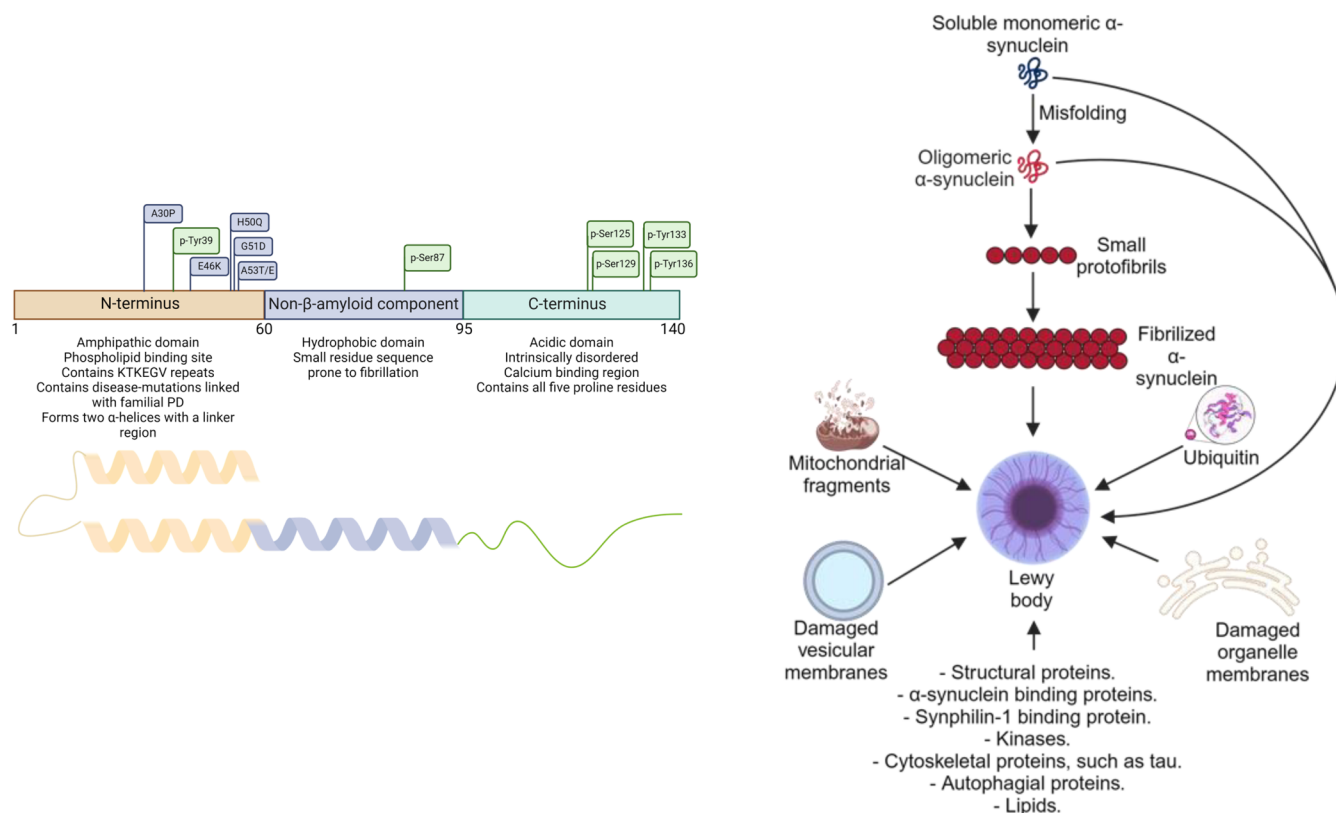 A30P
p-Tyr39
E46K
H50Q
G51D
A53T/E
p-Ser87
p-Ser125
p-Ser129
p-Tyr133
p-Tyr136
N-terminus
Non-β-amyloid component
C-terminus
1
60
95
140
Amphipathic domain
Phospholipid binding site
Contains KTKEGV repeats
Contains disease-mutations linked
with familial PD
Forms two α-helices with a linker
region
Hydrophobic domain
Small residue sequence
prone to fibrillation
Acidic domain
Intrinsically disordered
Calcium binding region
Contains all five proline residues
Soluble monomeric α-
synuclein
Misfolding
Oligomeric
α-synuclein
Small
protofibrils
Fibrilized
α-
synuclein
Mitochondrial
fragments
Ubiquitin
Lewy
body
Damaged
vesicular
membranes
Damaged
organelle
membranes
- Structural proteins.
- α-synuclein binding proteins.
- Synphilin-1 binding protein.
- Kinases.
- Cytoskeletal proteins, such as tau.
- Autophagial proteins.
- Lipids.